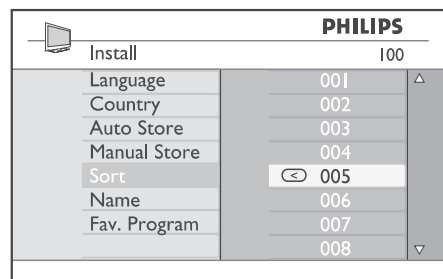 PHILIPS
Install 100
Language 001
Country 002
Auto Store 003
Manual Store 004
Sort < 005
Name 006
Fav. Program 007
008